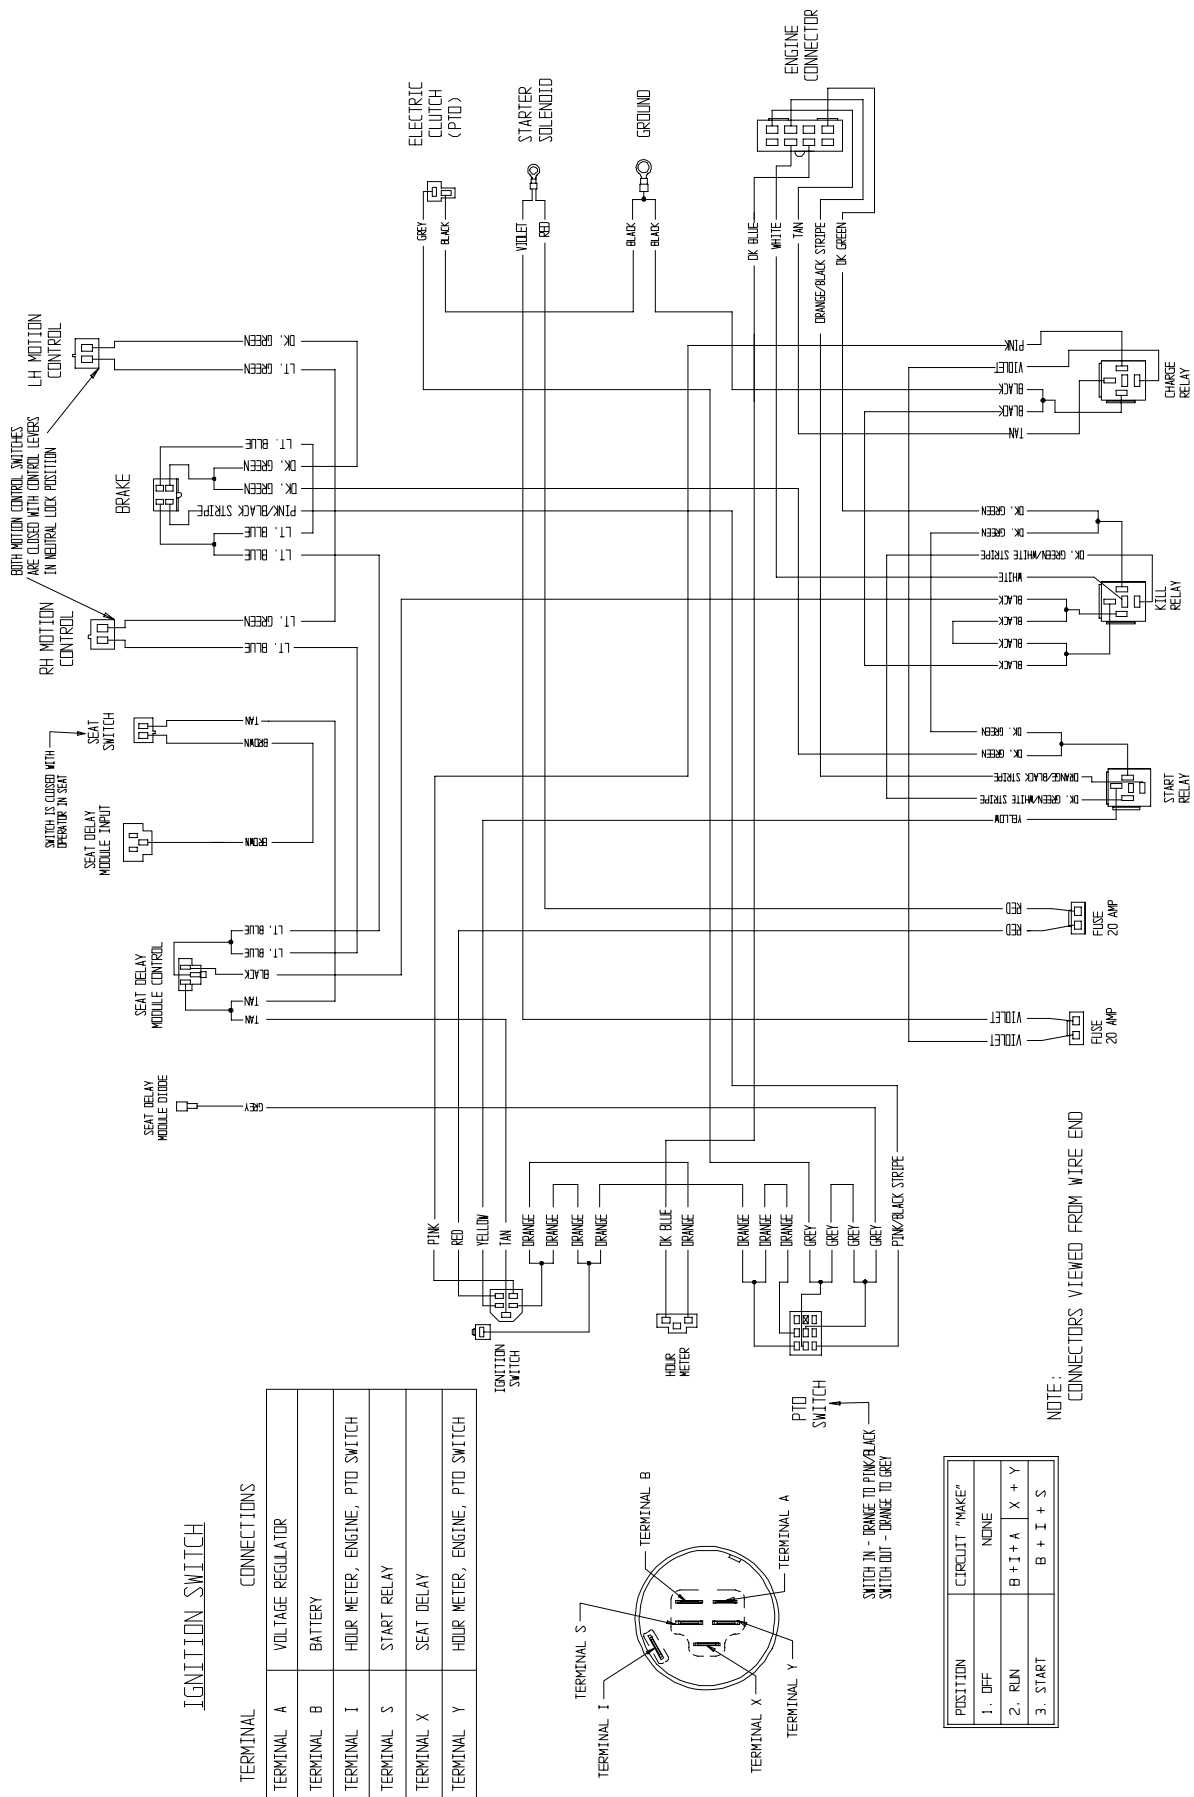 ENGINE
CONNECTOR
ELECTRIC
CLUTCH
(PTO)
STARTER
SOLENOID
GROUND
GREY
BLACK
VIOLET
RED
BLACK
BLACK
DK BLUE
WHITE
TAN
ORANGE/BLACK STRIPE
DK GREEN
LH MOTION
CONTROL
BOTH MOTION CONTROL SWITCHES
ARE CLOSED WITH CONTROL LEVERS
IN NEUTRAL LOCK POSITION
BRAKE
RH MOTION
CONTROL
SEAT
SWITCH
SWITCH IS CLOSED WITH
OPERATOR IN SEAT
SEAT DELAY
MODULE INPUT
SEAT DELAY
MODULE CONTROL
SEAT DELAY
MODULE DIODE
DK. GREEN
LT. GREEN
LT. BLUE
DK. GREEN
DK. GREEN
PINK/BLACK STRIPE
LT. BLUE
LT. BLUE
LT. GREEN
LT. BLUE
TAN
BROWN
BROWN
LT. BLUE
LT. BLUE
BLACK
TAN
TAN
GREY
PINK
VIOLET
BLACK
BLACK
TAN
CHARGE
RELAY
DK. GREEN
DK. GREEN
DK. GREEN/WHITE STRIPE
WHITE
BLACK
BLACK
BLACK
BLACK
KILL
RELAY
DK. GREEN
DK. GREEN
ORANGE/BLACK STRIPE
DK. GREEN/WHITE STRIPE
YELLOW
START
RELAY
RED
RED
FUSE
20 AMP
VIOLET
VIOLET
FUSE
20 AMP
PINK
RED
YELLOW
TAN
ORANGE
ORANGE
ORANGE
ORANGE
DK BLUE
ORANGE
ORANGE
ORANGE
ORANGE
GREY
GREY
GREY
GREY
PINK/BLACK STRIPE
IGNITION
SWITCH
HOUR
METER
PTO
SWITCH
SWITCH IN - ORANGE TO PINK/BLACK
SWITCH OUT - ORANGE TO GREY
NOTE:
CONNECTORS VIEWED FROM WIRE END
IGNITION SWITCH
TERMINAL CONNECTIONS
TERMINAL A VOLTAGE REGULATOR
TERMINAL B BATTERY
TERMINAL I HOUR METER, ENGINE, PTO SWITCH
TERMINAL S START RELAY
TERMINAL X SEAT DELAY
TERMINAL Y HOUR METER, ENGINE, PTO SWITCH
TERMINAL B
TERMINAL A
TERMINAL S
TERMINAL I
TERMINAL X
TERMINAL Y
POSITION CIRCUIT "MAKE"
1. OFF NONE
2. RUN B+I+A X + Y
3. START B + I + S